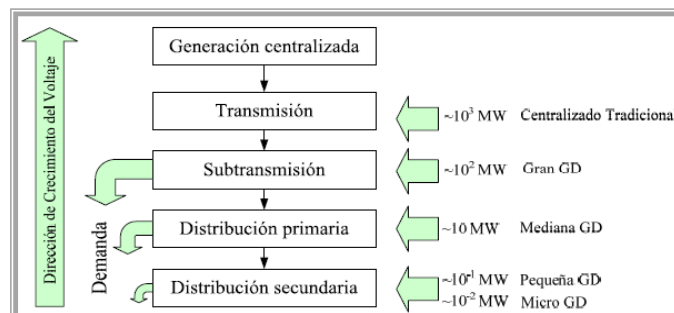 Dirección de Crecimiento del Voltaje
Generación centralizada
Transmisión
~10³ MW Centralizado Tradicional
Subtransmisión
~10² MW Gran GD
Demanda
Distribución primaria
~10 MW Mediana GD
Distribución secundaria
~10⁻¹ MW Pequeña GD
~10⁻² MW Micro GD